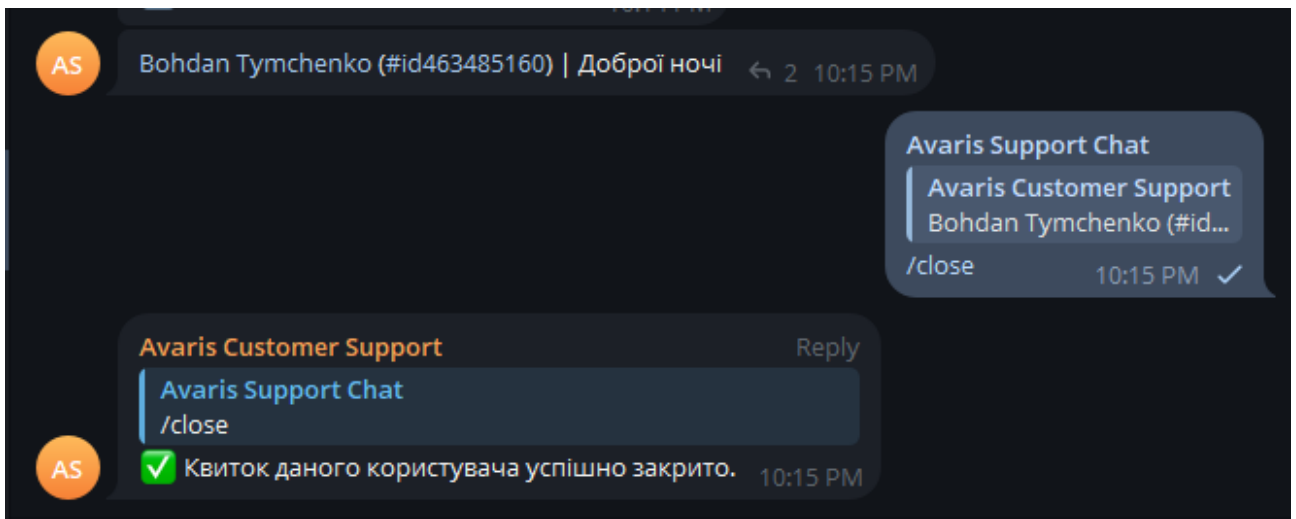 AS
Bohdan Tymchenko (#id463485160) | Доброї ночі 2 10:15 PM
Avaris Support Chat
Avaris Customer Support
Bohdan Tymchenko (#id...
/close 10:15 PM
Avaris Customer Support Reply
Avaris Support Chat
/close
AS
✅ Квиток даного користувача успішно закрито. 10:15 PM